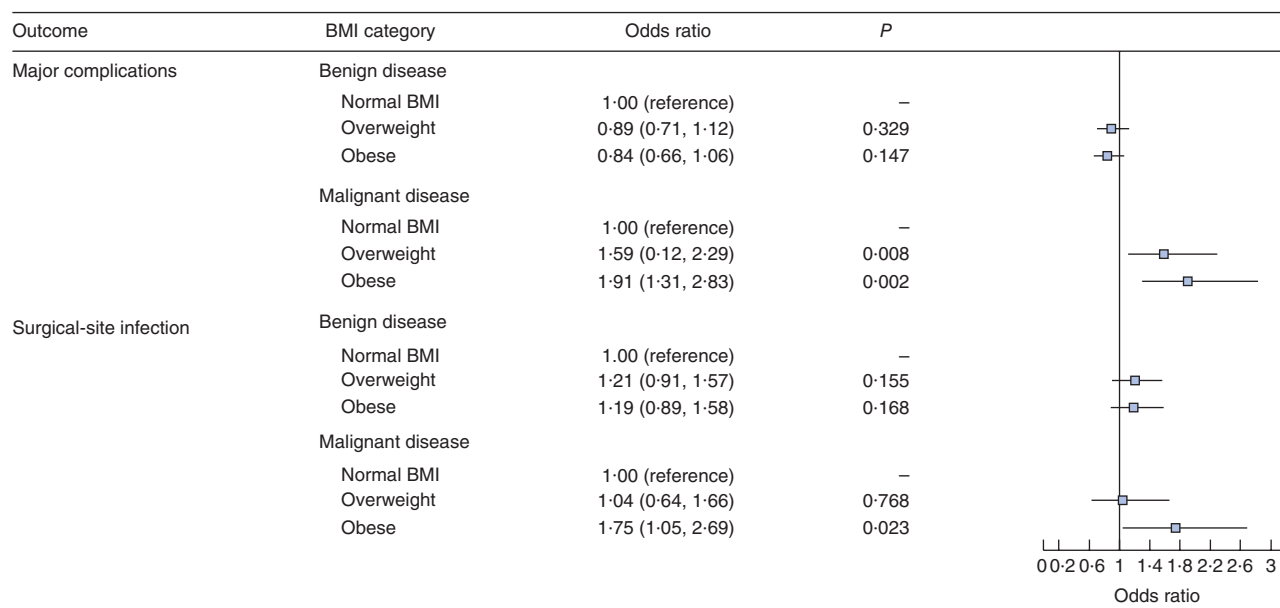 Outcome BMI category Odds ratio P
Major complications Benign disease
Normal BMI 1·00 (reference) –
Overweight 0·89 (0·71, 1·12) 0·329
Obese 0·84 (0·66, 1·06) 0·147
Malignant disease
Normal BMI 1·00 (reference) –
Overweight 1·59 (0·12, 2·29) 0·008
Obese 1·91 (1·31, 2·83) 0·002
Surgical-site infection Benign disease
Normal BMI 1.00 (reference) –
Overweight 1·21 (0·91, 1·57) 0·155
Obese 1·19 (0·89, 1·58) 0·168
Malignant disease
Normal BMI 1·00 (reference) –
Overweight 1·04 (0·64, 1·66) 0·768
Obese 1·75 (1·05, 2·69) 0·023
0 0·2 0·6 1 1·4 1·8 2·2 2·6 3
Odds ratio